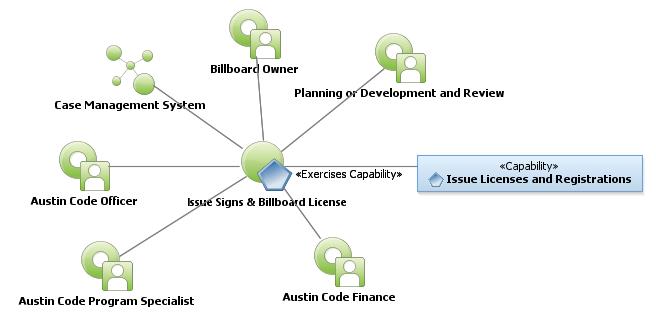 Billboard Owner
Planning or Development and Review
Case Management System
«Exercises Capability»
«Capability»
Issue Licenses and Registrations
Austin Code Officer
Issue Signs & Billboard License
Austin Code Program Specialist
Austin Code Finance